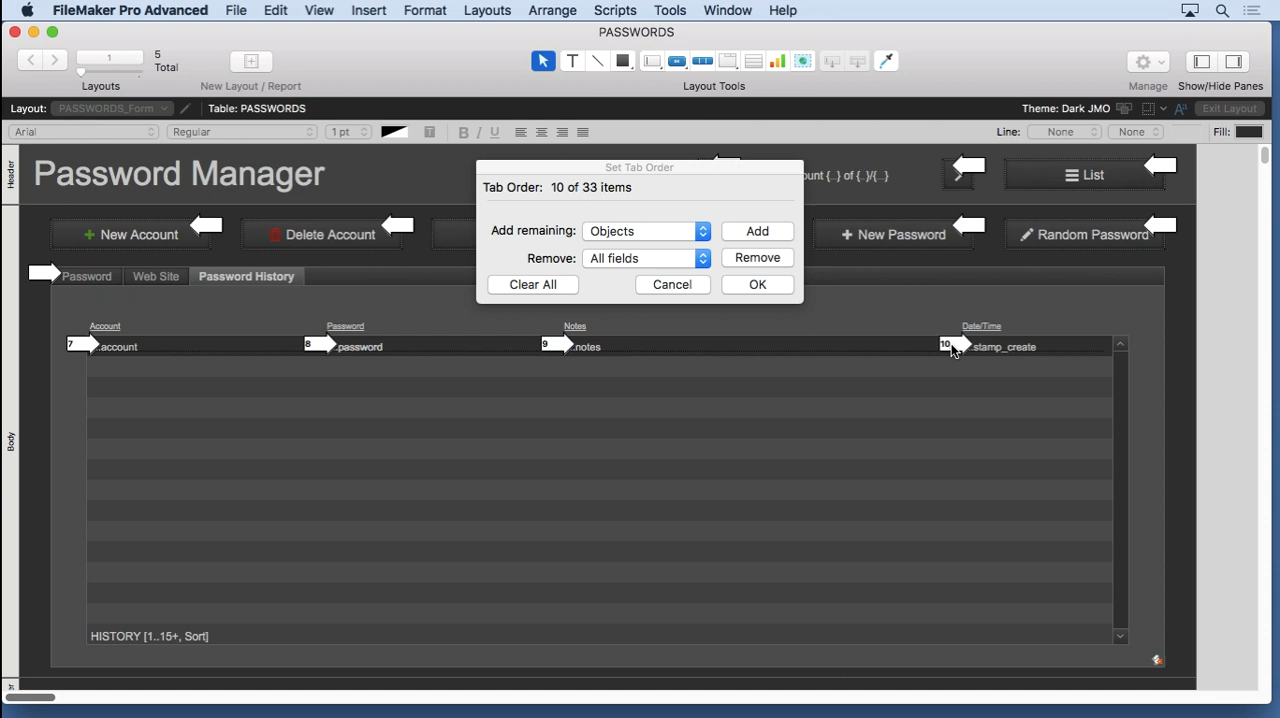 FileMaker Pro Advanced File Edit View Insert Format Layouts Arrange Scripts Tools Window Help
PASSWORDS
1
5
Total
Layouts
New Layout / Report
Layout Tools
Manage
Show/Hide Panes
Layout: PASSWORDS_Form Table: PASSWORDS
Theme: Dark JMO
Exit Layout
Arial Regular 1 pt
B I U
Line: None None Fill:
Header
Password Manager
Set Tab Order
Tab Order: 10 of 33 items
Add remaining: Objects Add
Remove: All fields Remove
Clear All Cancel OK
ount {..} of {..}/{..}
List
New Account
Delete Account
New Password
Random Password
Password Web Site Password History
Account Password Notes Date/Time
7 :account 8 :password 9 :notes 10 :stamp_create
Body
HISTORY [1..15+, Sort]